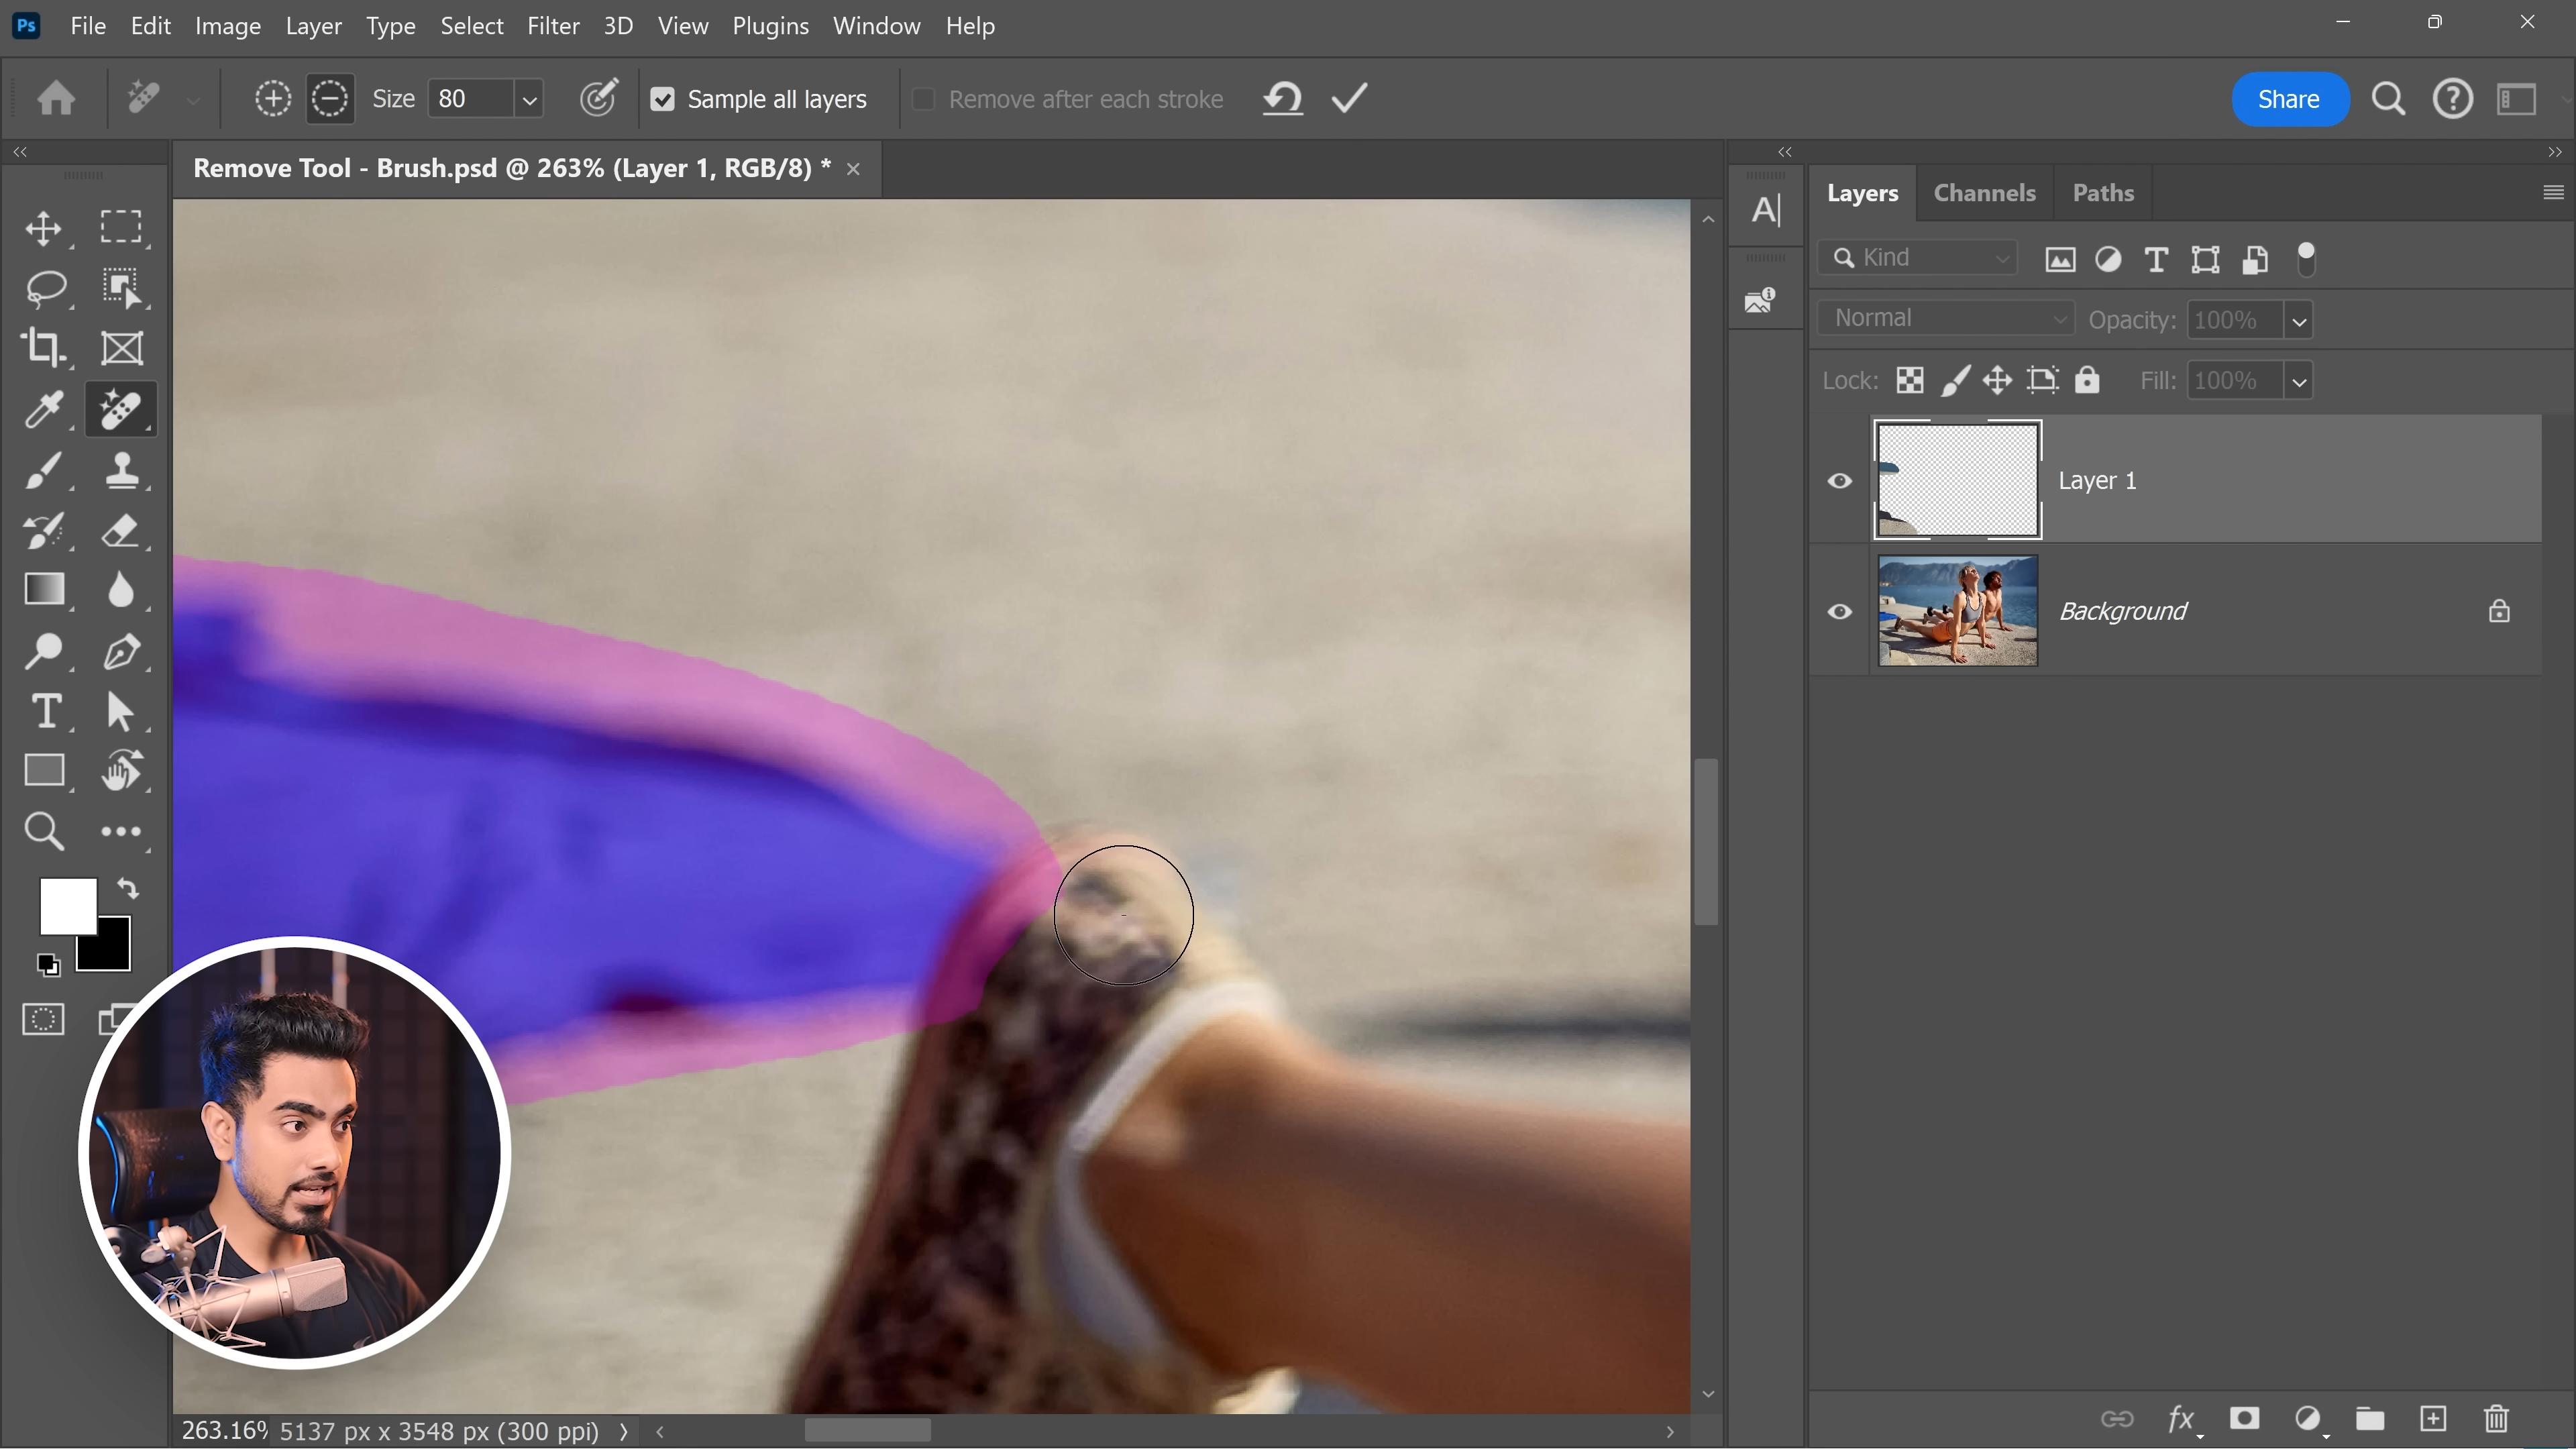 Ps File Edit Image Layer Type Select Filter 3D View Plugins Window Help
Size 80 Sample all layers Remove after each stroke Share
Remove Tool - Brush.psd @ 263% (Layer 1, RGB/8) *
Layers Channels Paths
Kind
Normal Opacity: 100%
Lock: Fill: 100%
Layer 1
Background
263.16% 5137 px x 3548 px (300 ppi)